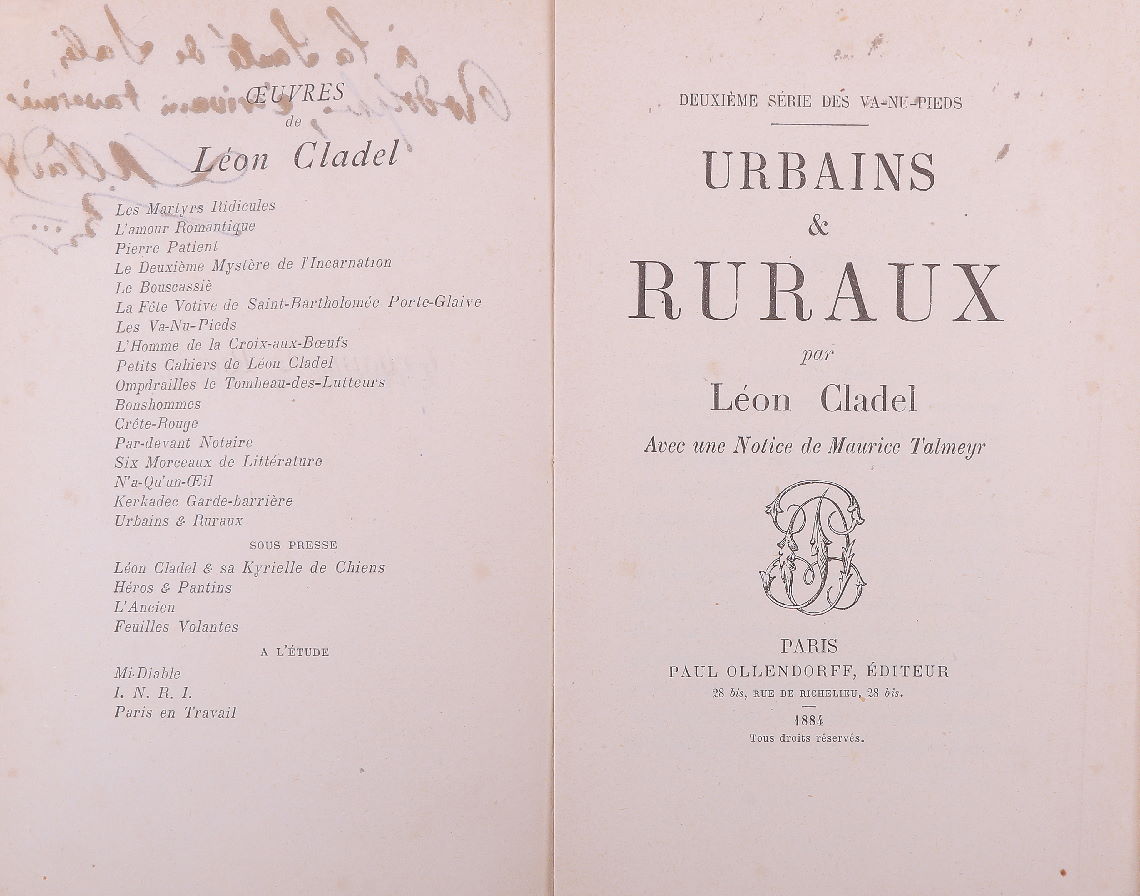 ŒUVRES
de
Léon Cladel
Les Martyrs Ridicules
L'amour Romantique
Pierre Patient
Le Deuxième Mystère de l'Incarnation
Le Bouscassiè
La Fête Votive de Saint-Bartholomée Porte-Glaive
Les Va-Nu-Pieds
L'Homme de la Croix-aux-Bœufs
Petits Cahiers de Léon Cladel
Ompdrailles le Tombeau-des-Lutteurs
Bonshommes
Crête-Rouge
Par-devant Notaire
Six Morceaux de Littérature
N'a-Qu'un-Œil
Kerkadec Garde-barrière
Urbains & Ruraux
SOUS PRESSE
Léon Cladel & sa Kyrielle de Chiens
Héros & Pantins
L'Ancien
Feuilles Volantes
A L'ÉTUDE
Mi-Diable
I. N. R. I.
Paris en Travail
DEUXIÈME SÉRIE DES VA-NU-PIEDS
URBAINS
&
RURAUX
par
Léon Cladel
Avec une Notice de Maurice Talmeyr
PARIS
PAUL OLLENDORFF, ÉDITEUR
28 bis, RUE DE RICHELIEU, 28 bis.
1884
Tous droits réservés.